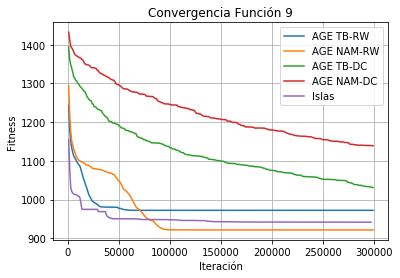 Convergencia Función 9
Fitness
1400
1300
1200
1100
1000
900
AGE TB-RW
AGE NAM-RW
AGE TB-DC
AGE NAM-DC
Islas
0 50000 100000 150000 200000 250000 300000
Iteración